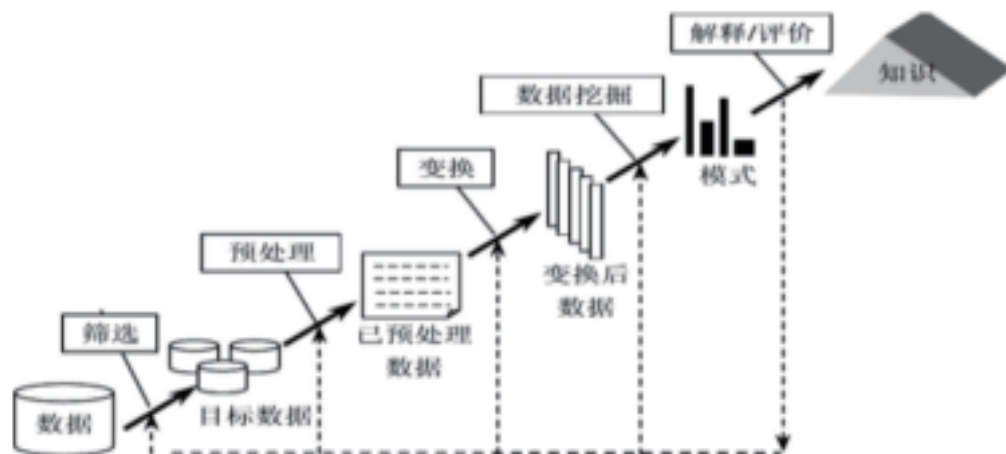 解释/评价
知识
数据挖掘
模式
变换
变换后
数据
预处理
已预处理
数据
筛选
目标数据
数据